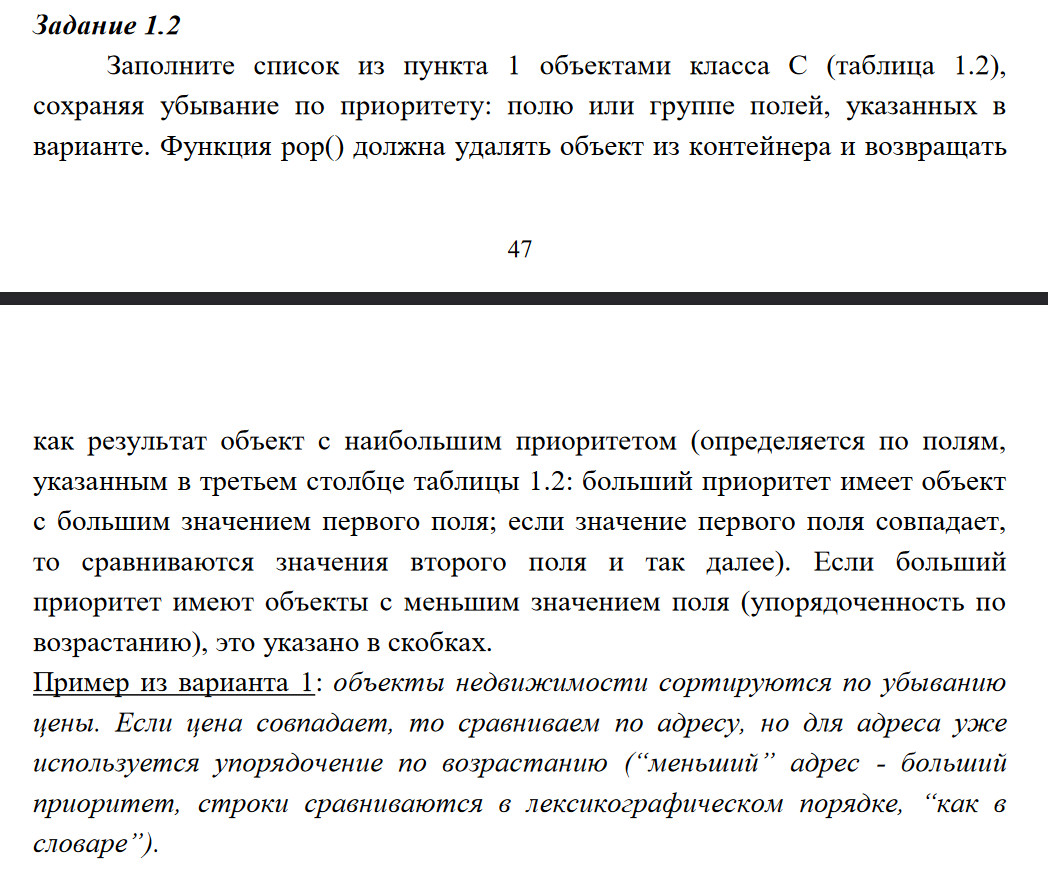 Задание 1.2
Заполните список из пункта 1 объектами класса С (таблица 1.2),
сохраняя убывание по приоритету: полю или группе полей, указанных в
варианте. Функция pop() должна удалять объект из контейнера и возвращать
47
как результат объект с наибольшим приоритетом (определяется по полям,
указанным в третьем столбце таблицы 1.2: больший приоритет имеет объект
с большим значением первого поля; если значение первого поля совпадает,
то сравниваются значения второго поля и так далее). Если больший
приоритет имеют объекты с меньшим значением поля (упорядоченность по
возрастанию), это указано в скобках.
Пример из варианта 1: объекты недвижимости сортируются по убыванию
цены. Если цена совпадает, то сравниваем по адресу, но для адреса уже
используется упорядочение по возрастанию (“меньший” адрес - больший
приоритет, строки сравниваются в лексикографическом порядке, “как в
словаре”).